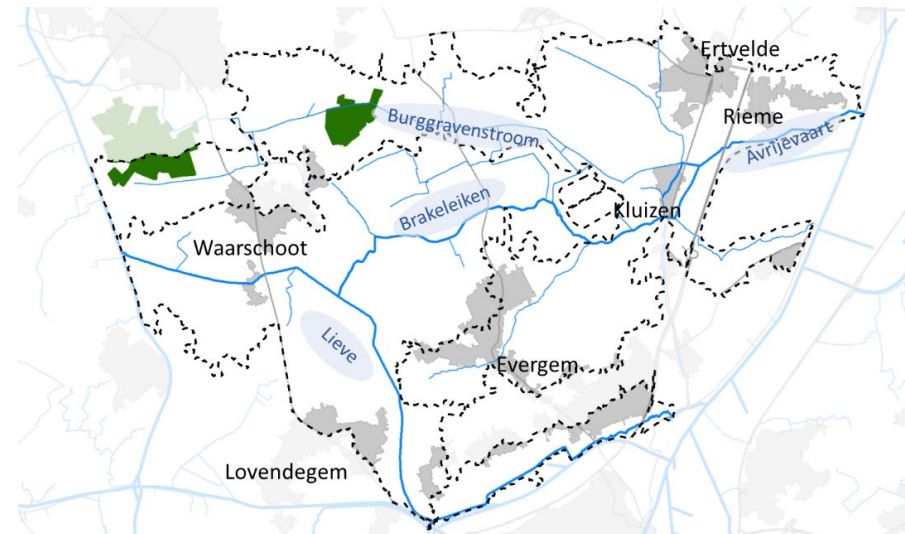 Ertvelde
Rieme
Burggravenstroom
Avrijevaart
Brakeleiken
Kluizen
Waarschoot
Lieve
Evergem
Lovendegem